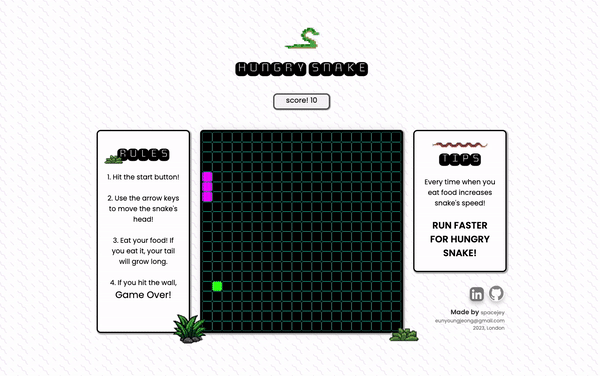 HUNGRY SNAKE
score! 10
RULES
1. Hit the start button!
2. Use the arrow keys
to move the snake's
head!
3. Eat your food! If
you eat it, your tail
will grow long.
4. If you hit the wall,
Game Over!
TIPS
Every time when you
eat food increases
snake's speed!
RUN FASTER
FOR HUNGRY
SNAKE!
in
Made by spacejey
eunyoungjeong@gmail.com
2023, London